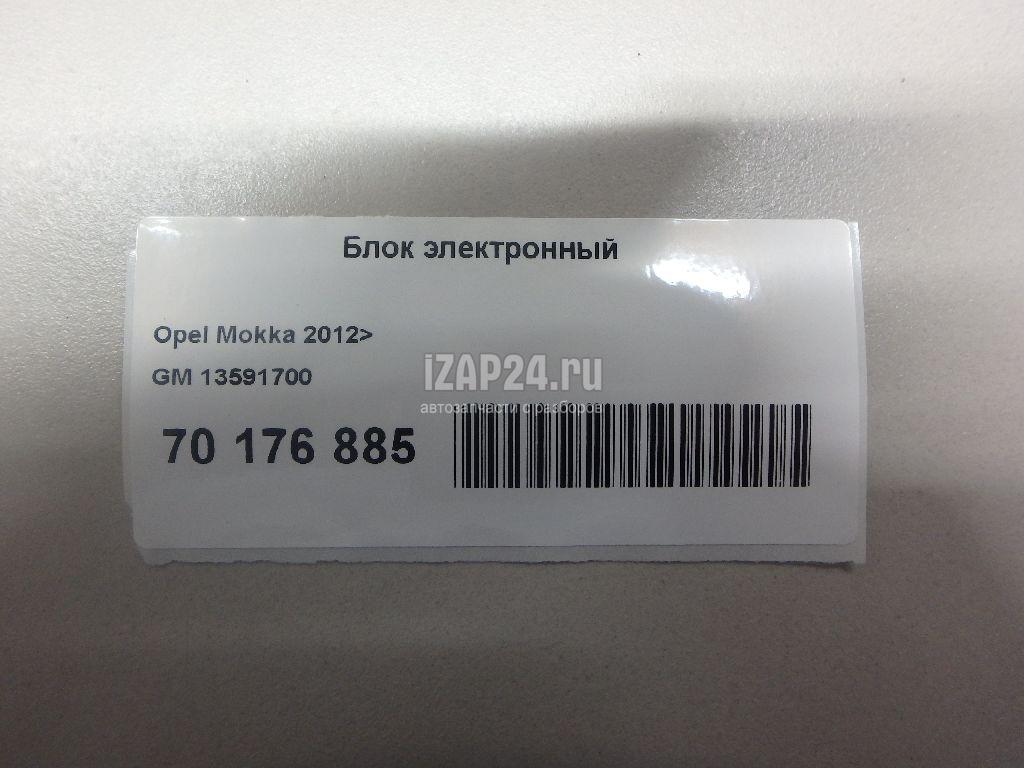 Блок электронный
Opel Mokka 2012>
iZAP24.ru
GM 13591700
автозапчасти с разборов
70 176 885